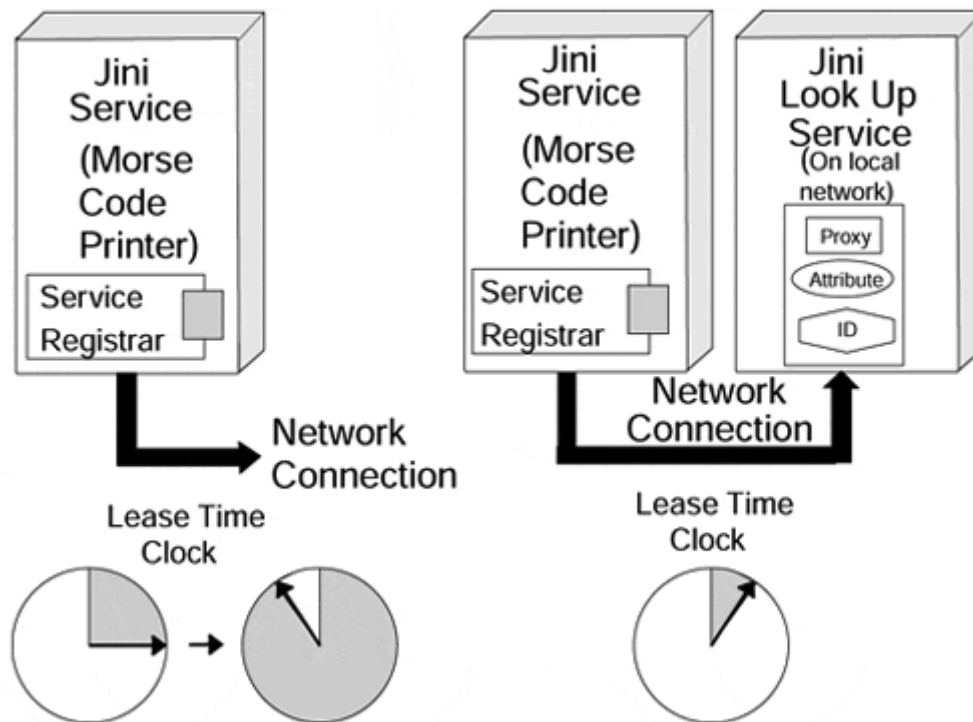 Jini
Service
(Morse
Code
Printer)
Service
Registrar
Network
Connection
Lease Time
Clock
Jini
Service
(Morse
Code
Printer)
Service
Registrar
Jini
Look Up
Service
(On local
network)
Proxy
Attribute
ID
Network
Connection
Lease Time
Clock